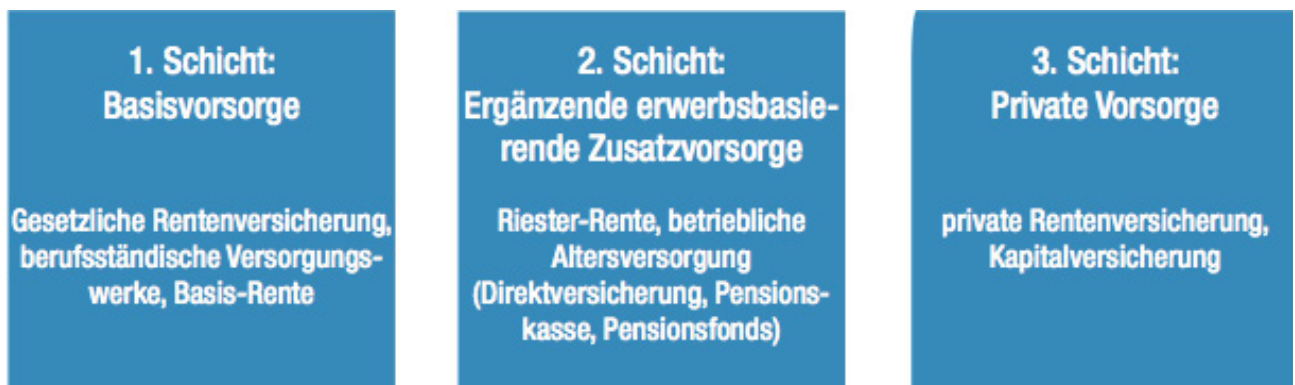 1. Schicht:
Basisvorsorge
Gesetzliche Rentenversicherung,
berufsständische Versorgungs-
werke, Basis-Rente
2. Schicht:
Ergänzende erwerbsbasie-
rende Zusatzvorsorge
Riester-Rente, betriebliche
Altersversorgung
(Direktversicherung, Pensions-
kasse, Pensionsfonds)
3. Schicht:
Private Vorsorge
private Rentenversicherung,
Kapitalversicherung